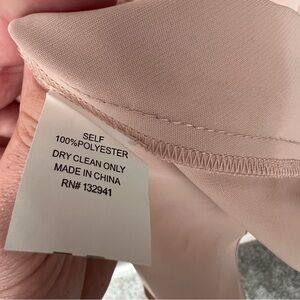 SELF
100%POLYESTER
DRY CLEAN ONLY
MADE IN CHINA
RN# 132941